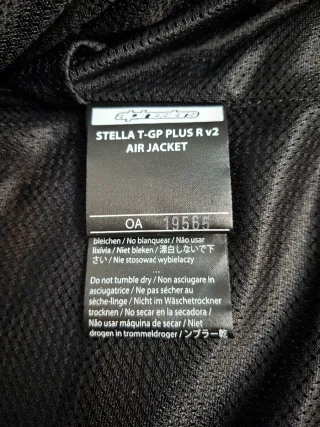 alpinestars
STELLA T-GP PLUS R v2
AIR JACKET
OA 19565
bleichen / No blanquear / Não usar
lixívia / Niet bleken / 漂白しないで下
さい / Nie stosować wybielaczy
...
Do not tumble dry / Non asciugare in
asciugatrice / Ne pas sécher au
sèche-linge / Nicht im Wäschetrockner
trocknen / No secar en la secadora /
Não usar máquina de secar / Niet
drogen in trommeldroger / ンブラー乾